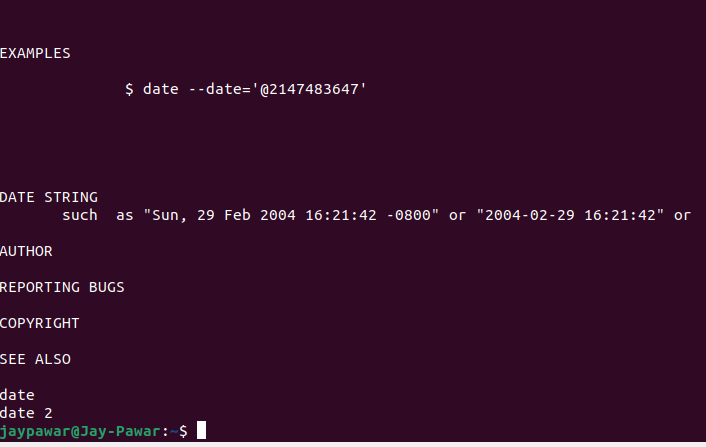 EXAMPLES
$ date --date='@2147483647'
DATE STRING
such  as "Sun, 29 Feb 2004 16:21:42 -0800" or "2004-02-29 16:21:42" or
AUTHOR
REPORTING BUGS
COPYRIGHT
SEE ALSO
date
date 2
jaypawar@Jay-Pawar:~$